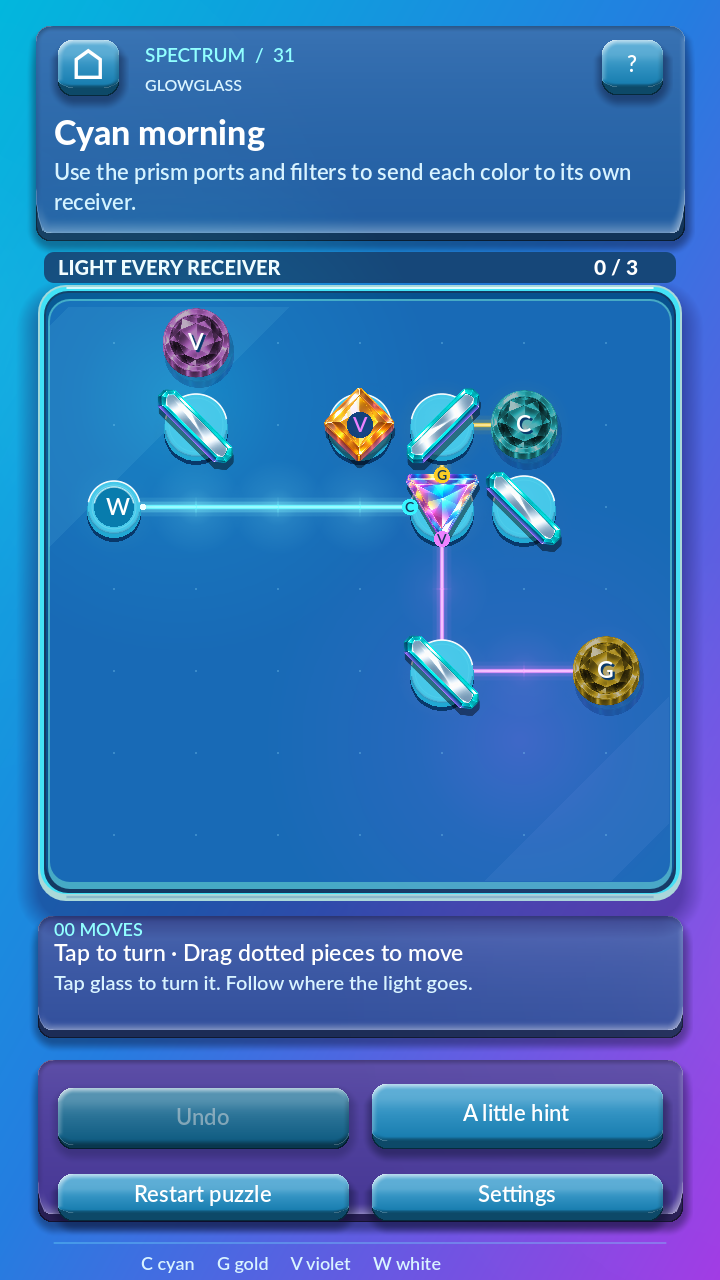 SPECTRUM / 31
GLOWGLASS
?
Cyan morning
Use the prism ports and filters to send each color to its own
receiver.
LIGHT EVERY RECEIVER 0 / 3
V
V
C
G
W
C
V
G
00 MOVES
Tap to turn · Drag dotted pieces to move
Tap glass to turn it. Follow where the light goes.
Undo
A little hint
Restart puzzle
Settings
C cyan G gold V violet W white